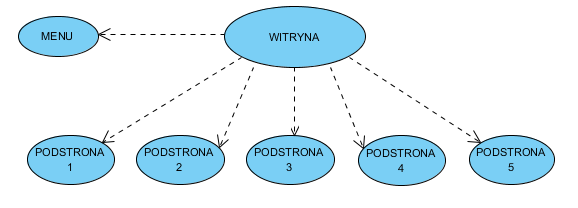 MENU
WITRYNA
PODSTRONA
1
PODSTRONA
2
PODSTRONA
3
PODSTRONA
4
PODSTRONA
5